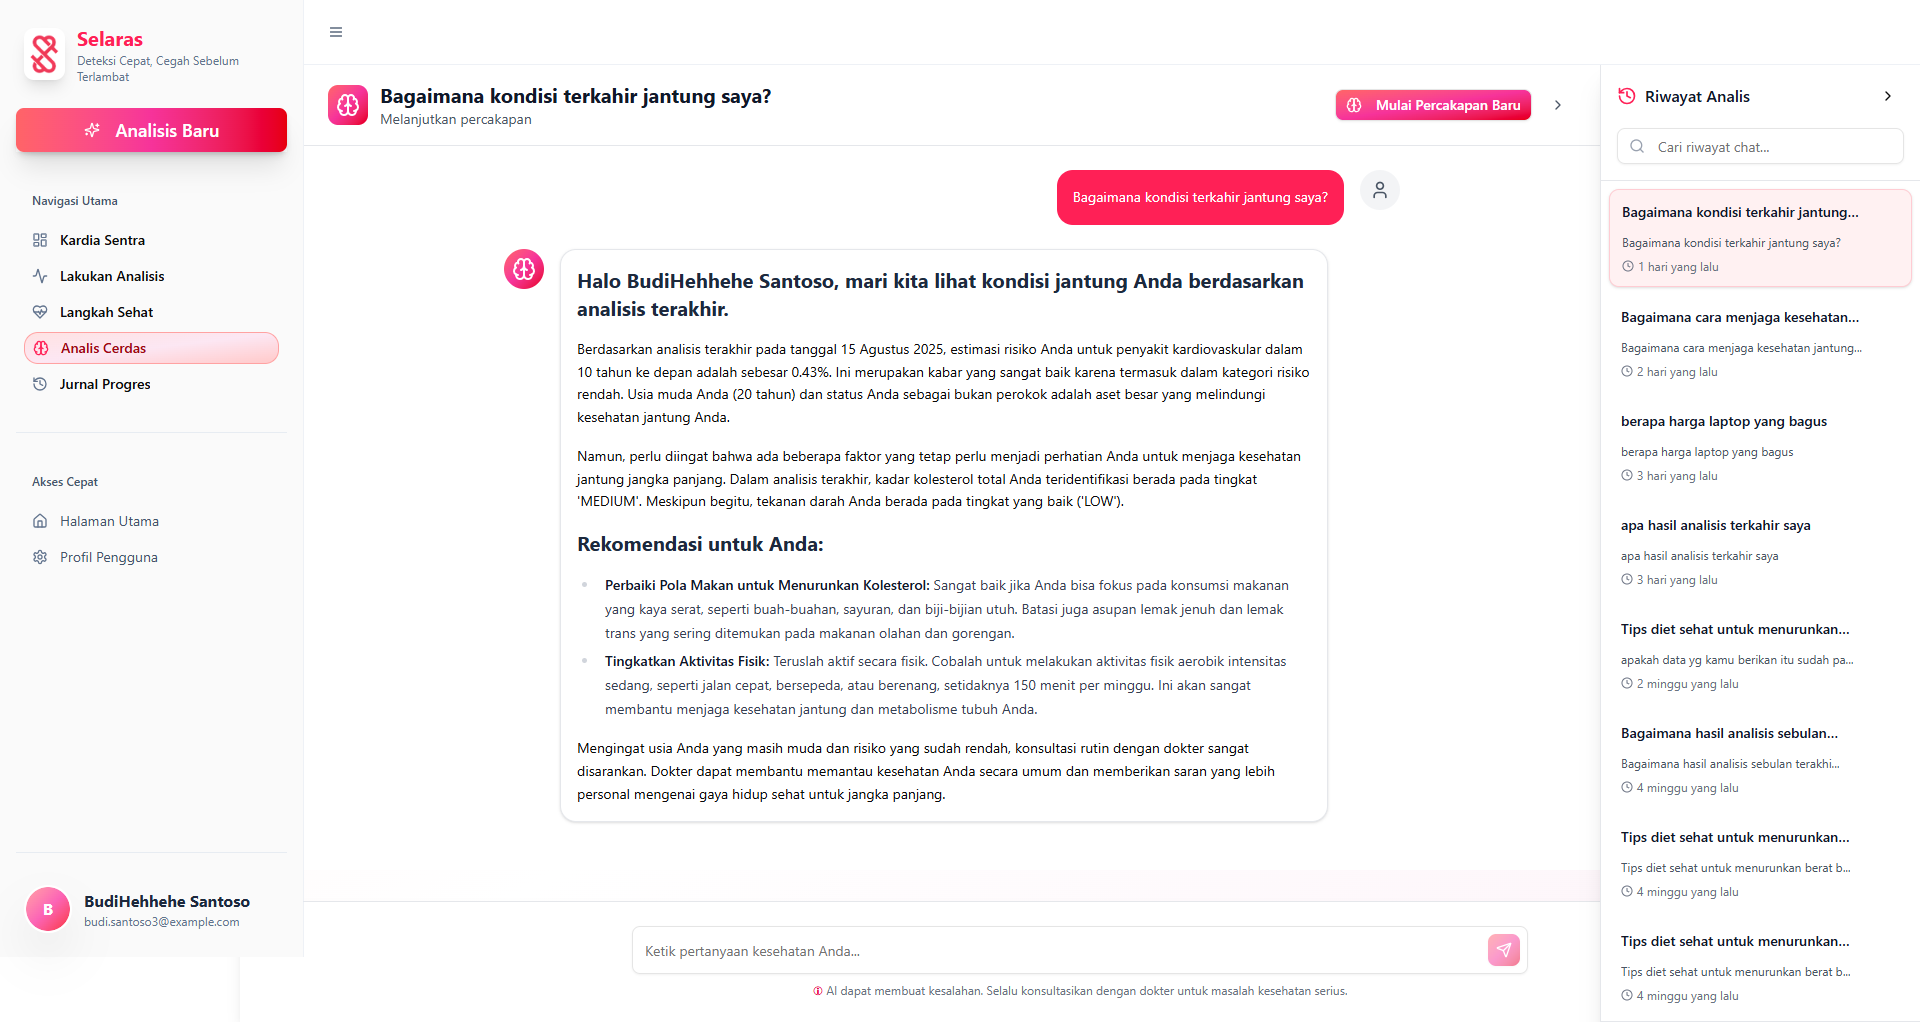 Selaras
Deteksi Cepat, Cegah Sebelum
Terlambat
Analisis Baru
Navigasi Utama
Kardia Sentra
Lakukan Analisis
Langkah Sehat
Analis Cerdas
Jurnal Progres
Akses Cepat
Halaman Utama
Profil Pengguna
B
BudiHehhehe Santoso
budi.santoso3@example.com
Bagaimana kondisi terkahir jantung saya?
Melanjutkan percakapan
Mulai Percakapan Baru
Bagaimana kondisi terkahir jantung saya?
Halo BudiHehhehe Santoso, mari kita lihat kondisi jantung Anda berdasarkan
analisis terakhir.
Berdasarkan analisis terakhir pada tanggal 15 Agustus 2025, estimasi risiko Anda untuk penyakit kardiovaskular dalam
10 tahun ke depan adalah sebesar 0.43%. Ini merupakan kabar yang sangat baik karena termasuk dalam kategori risiko
rendah. Usia muda Anda (20 tahun) dan status Anda sebagai bukan perokok adalah aset besar yang melindungi
kesehatan jantung Anda.
Namun, perlu diingat bahwa ada beberapa faktor yang tetap perlu menjadi perhatian Anda untuk menjaga kesehatan
jantung jangka panjang. Dalam analisis terakhir, kadar kolesterol total Anda teridentifikasi berada pada tingkat
'MEDIUM'. Meskipun begitu, tekanan darah Anda berada pada tingkat yang baik ('LOW').
Rekomendasi untuk Anda:
Perbaiki Pola Makan untuk Menurunkan Kolesterol: Sangat baik jika Anda bisa fokus pada konsumsi makanan
yang kaya serat, seperti buah-buahan, sayuran, dan biji-bijian utuh. Batasi juga asupan lemak jenuh dan lemak
trans yang sering ditemukan pada makanan olahan dan gorengan.
Tingkatkan Aktivitas Fisik: Teruslah aktif secara fisik. Cobalah untuk melakukan aktivitas fisik aerobik intensitas
sedang, seperti jalan cepat, bersepeda, atau berenang, setidaknya 150 menit per minggu. Ini akan sangat
membantu menjaga kesehatan jantung dan metabolisme tubuh Anda.
Mengingat usia Anda yang masih muda dan risiko yang sudah rendah, konsultasi rutin dengan dokter sangat
disarankan. Dokter dapat membantu memantau kesehatan Anda secara umum dan memberikan saran yang lebih
personal mengenai gaya hidup sehat untuk jangka panjang.
Ketik pertanyaan kesehatan Anda...
AI dapat membuat kesalahan. Selalu konsultasikan dengan dokter untuk masalah kesehatan serius.
Riwayat Analis
Cari riwayat chat...
Bagaimana kondisi terkahir jantung...
Bagaimana kondisi terkahir jantung saya?
1 hari yang lalu
Bagaimana cara menjaga kesehatan...
Bagaimana cara menjaga kesehatan jantung...
2 hari yang lalu
berapa harga laptop yang bagus
berapa harga laptop yang bagus
3 hari yang lalu
apa hasil analisis terkahir saya
apa hasil analisis terkahir saya
3 hari yang lalu
Tips diet sehat untuk menurunkan...
apakah data yg kamu berikan itu sudah pa...
2 minggu yang lalu
Bagaimana hasil analisis sebulan...
Bagaimana hasil analisis sebulan terakhi...
4 minggu yang lalu
Tips diet sehat untuk menurunkan...
Tips diet sehat untuk menurunkan berat b...
4 minggu yang lalu
Tips diet sehat untuk menurunkan...
Tips diet sehat untuk menurunkan berat b...
4 minggu yang lalu